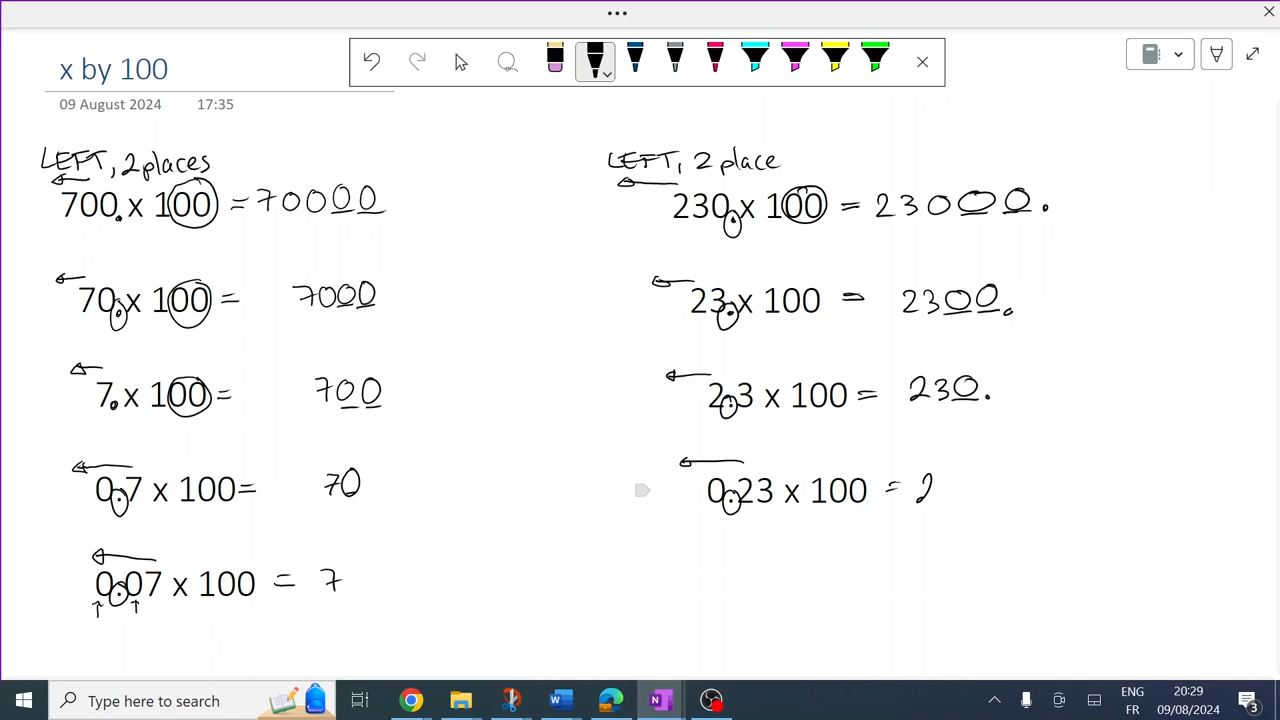 x by 100
09 August 2024 17:35
LEFT, 2 places
700. x 100 = 70000
70. x 100 = 7000
7. x 100 = 700
0.7 x 100 = 70
0.07 x 100 = 7
LEFT, 2 place
230. x 100 = 23000.
23. x 100 = 2300.
2.3 x 100 = 230.
0.23 x 100 = 2
Type here to search
ENG
FR
20:29
09/08/2024
3